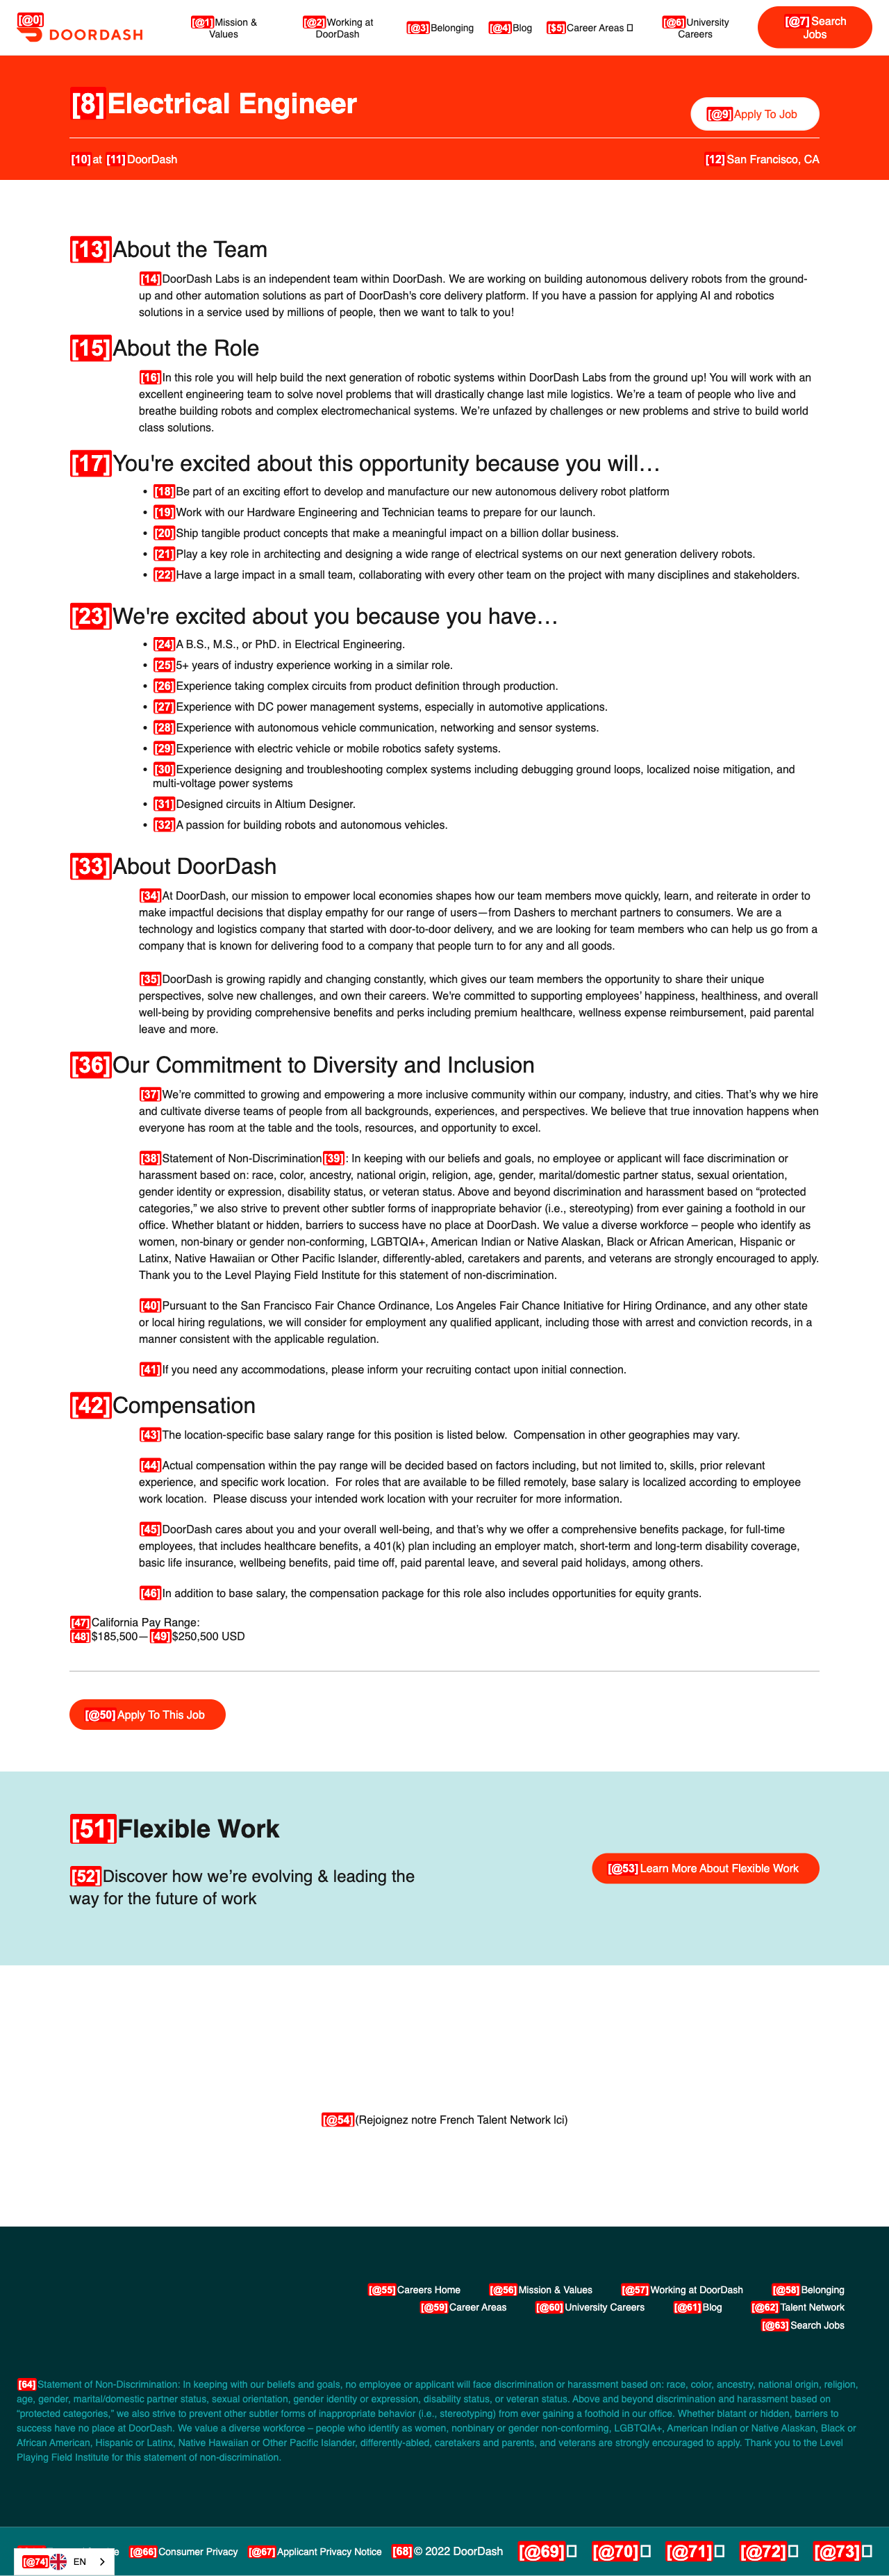 [@0]
DOORDASH
[@1]Mission & Values
[@2]Working at DoorDash
[@3]Belonging
[@4]Blog
[$5]Career Areas
[@6]University Careers
[@7]Search Jobs
[8]Electrical Engineer
[@9]Apply To Job
[10]at [11]DoorDash
[12]San Francisco, CA
[13]About the Team
[14]DoorDash Labs is an independent team within DoorDash. We are working on building autonomous delivery robots from the ground-
up and other automation solutions as part of DoorDash's core delivery platform. If you have a passion for applying AI and robotics
solutions in a service used by millions of people, then we want to talk to you!
[15]About the Role
[16]In this role you will help build the next generation of robotic systems within DoorDash Labs from the ground up! You will work with an
excellent engineering team to solve novel problems that will drastically change last mile logistics. We're a team of people who live and
breathe building robots and complex electromechanical systems. We're unfazed by challenges or new problems and strive to build world
class solutions.
[17]You're excited about this opportunity because you will…
• [18]Be part of an exciting effort to develop and manufacture our new autonomous delivery robot platform
• [19]Work with our Hardware Engineering and Technician teams to prepare for our launch.
• [20]Ship tangible product concepts that make a meaningful impact on a billion dollar business.
• [21]Play a key role in architecting and designing a wide range of electrical systems on our next generation delivery robots.
• [22]Have a large impact in a small team, collaborating with every other team on the project with many disciplines and stakeholders.
[23]We're excited about you because you have…
• [24]A B.S., M.S., or PhD. in Electrical Engineering.
• [25]5+ years of industry experience working in a similar role.
• [26]Experience taking complex circuits from product definition through production.
• [27]Experience with DC power management systems, especially in automotive applications.
• [28]Experience with autonomous vehicle communication, networking and sensor systems.
• [29]Experience with electric vehicle or mobile robotics safety systems.
• [30]Experience designing and troubleshooting complex systems including debugging ground loops, localized noise mitigation, and
multi-voltage power systems
• [31]Designed circuits in Altium Designer.
• [32]A passion for building robots and autonomous vehicles.
[33]About DoorDash
[34]At DoorDash, our mission to empower local economies shapes how our team members move quickly, learn, and reiterate in order to
make impactful decisions that display empathy for our range of users—from Dashers to merchant partners to consumers. We are a
technology and logistics company that started with door-to-door delivery, and we are looking for team members who can help us go from a
company that is known for delivering food to a company that people turn to for any and all goods.
[35]DoorDash is growing rapidly and changing constantly, which gives our team members the opportunity to share their unique
perspectives, solve new challenges, and own their careers. We're committed to supporting employees' happiness, healthiness, and overall
well-being by providing comprehensive benefits and perks including premium healthcare, wellness expense reimbursement, paid parental
leave and more.
[36]Our Commitment to Diversity and Inclusion
[37]We're committed to growing and empowering a more inclusive community within our company, industry, and cities. That's why we hire
and cultivate diverse teams of people from all backgrounds, experiences, and perspectives. We believe that true innovation happens when
everyone has room at the table and the tools, resources, and opportunity to excel.
[38]Statement of Non-Discrimination[39]: In keeping with our beliefs and goals, no employee or applicant will face discrimination or
harassment based on: race, color, ancestry, national origin, religion, age, gender, marital/domestic partner status, sexual orientation,
gender identity or expression, disability status, or veteran status. Above and beyond discrimination and harassment based on "protected
categories," we also strive to prevent other subtler forms of inappropriate behavior (i.e., stereotyping) from ever gaining a foothold in our
office. Whether blatant or hidden, barriers to success have no place at DoorDash. We value a diverse workforce – people who identify as
women, non-binary or gender non-conforming, LGBTQIA+, American Indian or Native Alaskan, Black or African American, Hispanic or
Latinx, Native Hawaiian or Other Pacific Islander, differently-abled, caretakers and parents, and veterans are strongly encouraged to apply.
Thank you to the Level Playing Field Institute for this statement of non-discrimination.
[40]Pursuant to the San Francisco Fair Chance Ordinance, Los Angeles Fair Chance Initiative for Hiring Ordinance, and any other state
or local hiring regulations, we will consider for employment any qualified applicant, including those with arrest and conviction records, in a
manner consistent with the applicable regulation.
[41]If you need any accommodations, please inform your recruiting contact upon initial connection.
[42]Compensation
[43]The location-specific base salary range for this position is listed below.  Compensation in other geographies may vary.
[44]Actual compensation within the pay range will be decided based on factors including, but not limited to, skills, prior relevant
experience, and specific work location.  For roles that are available to be filled remotely, base salary is localized according to employee
work location.  Please discuss your intended work location with your recruiter for more information.
[45]DoorDash cares about you and your overall well-being, and that's why we offer a comprehensive benefits package, for full-time
employees, that includes healthcare benefits, a 401(k) plan including an employer match, short-term and long-term disability coverage,
basic life insurance, wellbeing benefits, paid time off, paid parental leave, and several paid holidays, among others.
[46]In addition to base salary, the compensation package for this role also includes opportunities for equity grants.
[47]California Pay Range:
[48]$185,500—[49]$250,500 USD
[@50]Apply To This Job
[51]Flexible Work
[52]Discover how we're evolving & leading the
way for the future of work
[@53]Learn More About Flexible Work
[@54](Rejoignez notre French Talent Network Ici)
[@55]Careers Home [@56]Mission & Values [@57]Working at DoorDash [@58]Belonging
[@59]Career Areas [@60]University Careers [@61]Blog [@62]Talent Network
[@63]Search Jobs
[64]Statement of Non-Discrimination: In keeping with our beliefs and goals, no employee or applicant will face discrimination or harassment based on: race, color, ancestry, national origin, religion,
age, gender, marital/domestic partner status, sexual orientation, gender identity or expression, disability status, or veteran status. Above and beyond discrimination and harassment based on
"protected categories," we also strive to prevent other subtler forms of inappropriate behavior (i.e., stereotyping) from ever gaining a foothold in our office. Whether blatant or hidden, barriers to
success have no place at DoorDash. We value a diverse workforce – people who identify as women, nonbinary or gender non-conforming, LGBTQIA+, American Indian or Native Alaskan, Black or
African American, Hispanic or Latinx, Native Hawaiian or Other Pacific Islander, differently-abled, caretakers and parents, and veterans are strongly encouraged to apply. Thank you to the Level
Playing Field Institute for this statement of non-discrimination.
[@66]Consumer Privacy [@67]Applicant Privacy Notice [68]© 2022 DoorDash [@69] [@70] [@71] [@72] [@73]
[@74] EN